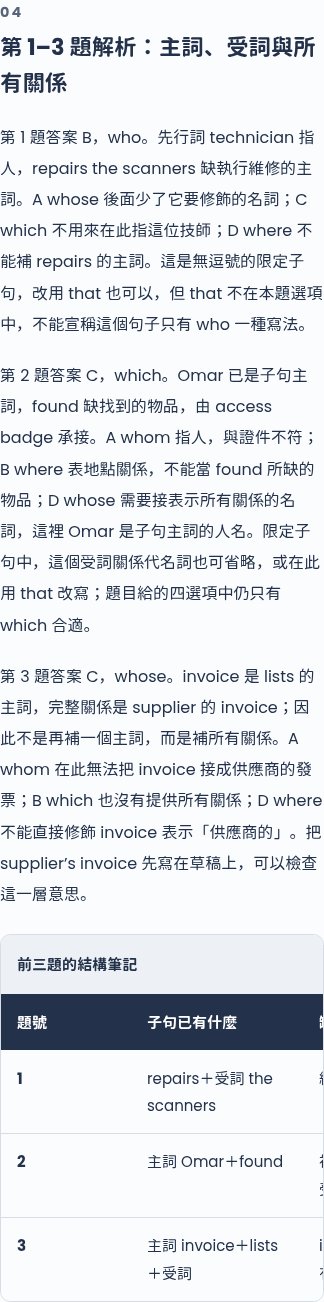 04
第 1–3 題解析：主詞、受詞與所
有關係
第 1 題答案 B，who。先行詞 technician 指
人，repairs the scanners 缺執行維修的主
詞。A whose 後面少了它要修飾的名詞；C
which 不用來在此指這位技師；D where 不
能補 repairs 的主詞。這是無逗號的限定子
句，改用 that 也可以，但 that 不在本題選項
中，不能宣稱這個句子只有 who 一種寫法。
第 2 題答案 C，which。Omar 已是子句主
詞，found 缺找到的物品，由 access
badge 承接。A whom 指人，與證件不符；
B where 表地點關係，不能當 found 所缺的
物品；D whose 需要接表示所有關係的名
詞，這裡 Omar 是子句主詞的人名。限定子
句中，這個受詞關係代名詞也可省略，或在此
用 that 改寫；題目給的四選項中仍只有
which 合適。
第 3 題答案 C，whose。invoice 是 lists 的
主詞，完整關係是 supplier 的 invoice；因
此不是再補一個主詞，而是補所有關係。A
whom 在此無法把 invoice 接成供應商的發
票；B which 也沒有提供所有關係；D where
不能直接修飾 invoice 表示「供應商的」。把
supplier’s invoice 先寫在草稿上，可以檢查
這一層意思。
前三題的結構筆記
題號 子句已有什麼
1 repairs＋受詞 the
scanners
2 主詞 Omar＋found
3 主詞 invoice＋lists
＋受詞